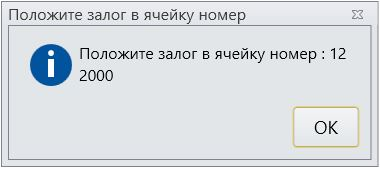 Положите залог в ячейку номер
Положите залог в ячейку номер : 12
2000
OK